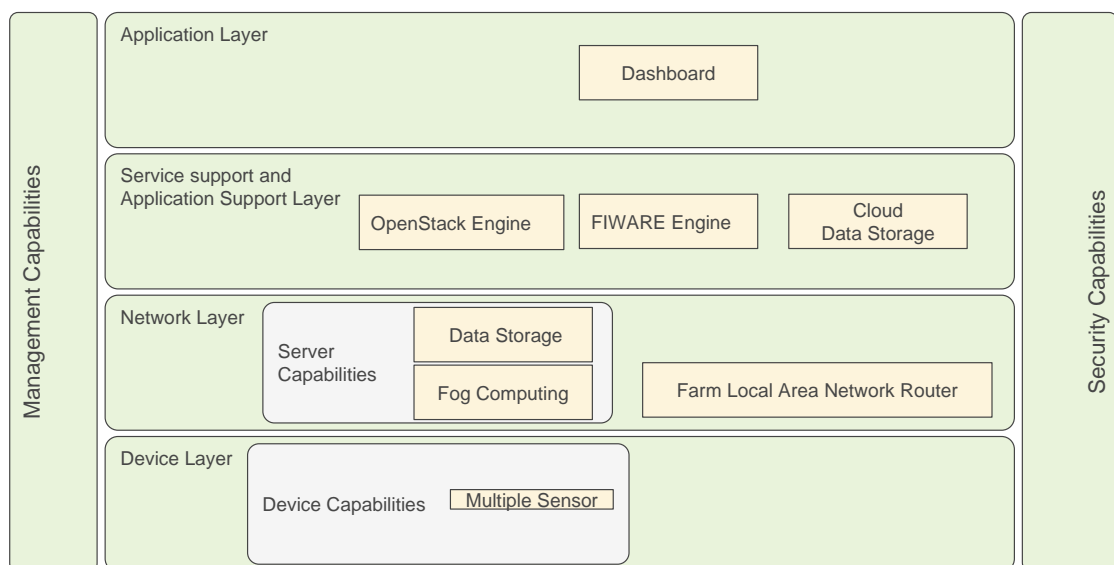 Management Capabilities
Application Layer
Dashboard
Service support and
Application Support Layer
OpenStack Engine
FIWARE Engine
Cloud
Data Storage
Network Layer
Server
Capabilities
Data Storage
Fog Computing
Farm Local Area Network Router
Device Layer
Device Capabilities
Multiple Sensor
Security Capabilities